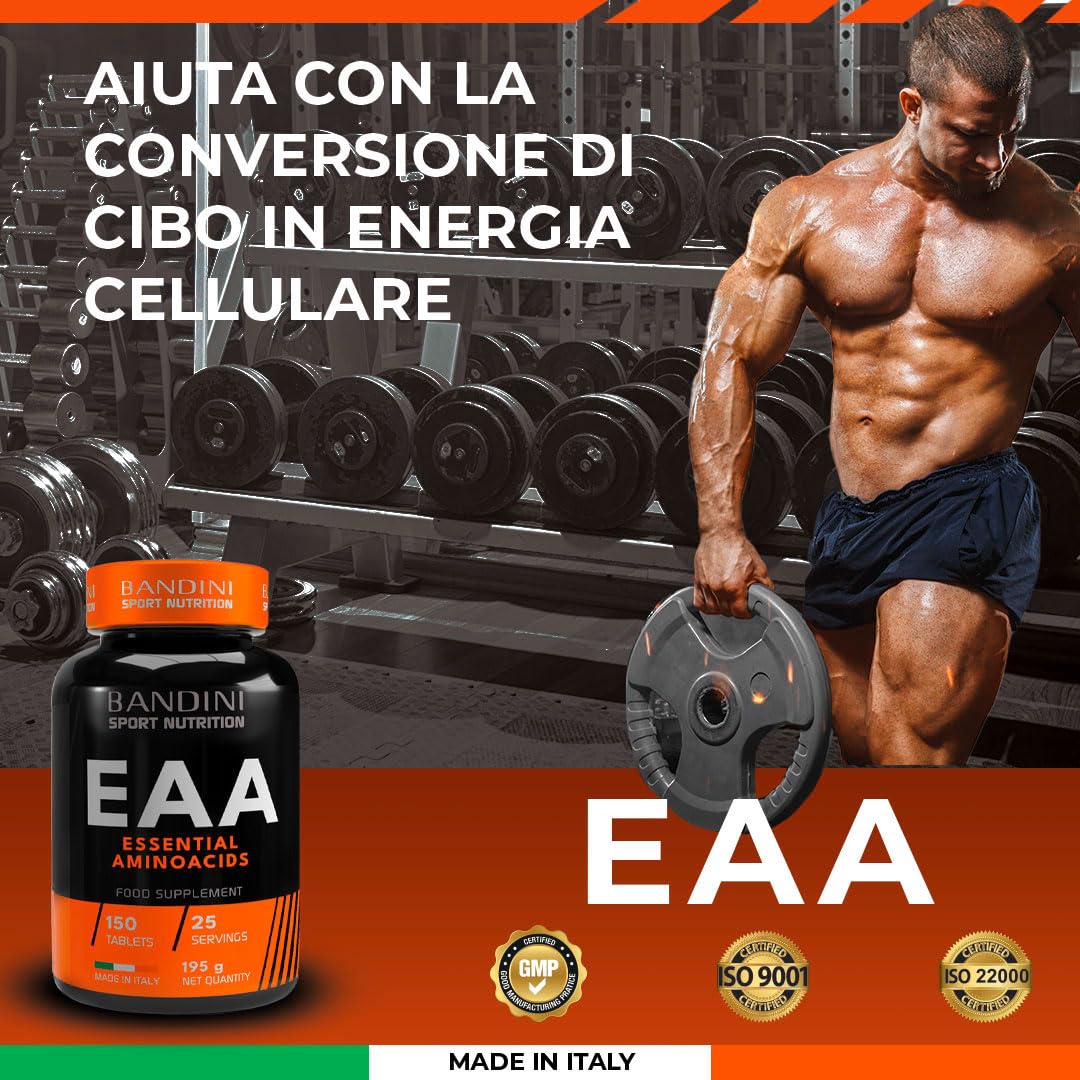 AIUTA CON LA
CONVERSIONE DI
CIBO IN ENERGIA
CELLULARE
BANDINI
SPORT NUTRITION
BANDINI
SPORT NUTRITION
EAA
ESSENTIAL
AMINOACIDS
FOOD SUPPLEMENT
150
TABLETS
25
SERVINGS
195 g
NET QUANTITY
MADE IN ITALY
EAA
CERTIFIED
GMP
GOOD MANUFACTURING PRATICE
CERTIFIED
ISO 9001
CERTIFIED
CERTIFIED
ISO 22000
CERTIFIED
MADE IN ITALY